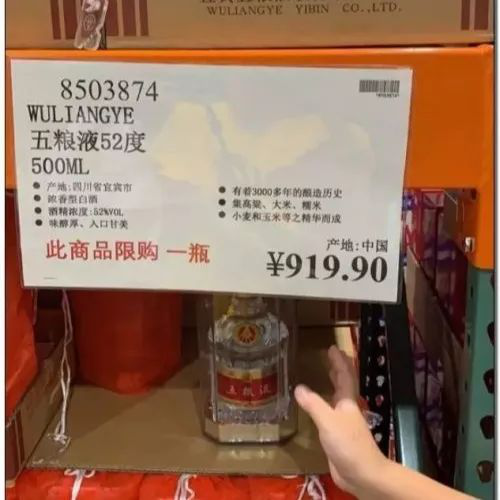 WULIANGYE YIBIN CO.,LTD.
8503874
WULIANGYE
五粮液52度
500ML
• 产地:四川省宜宾市
• 浓香型白酒
• 酒精浓度:52%VOL
• 味醇厚、入口甘美
• 有着3000多年的酿造历史
• 集高粱、大米、糯米
• 小麦和玉米等之精华而成
此商品限购 一瓶
产地:中国
¥919.90
五粮液